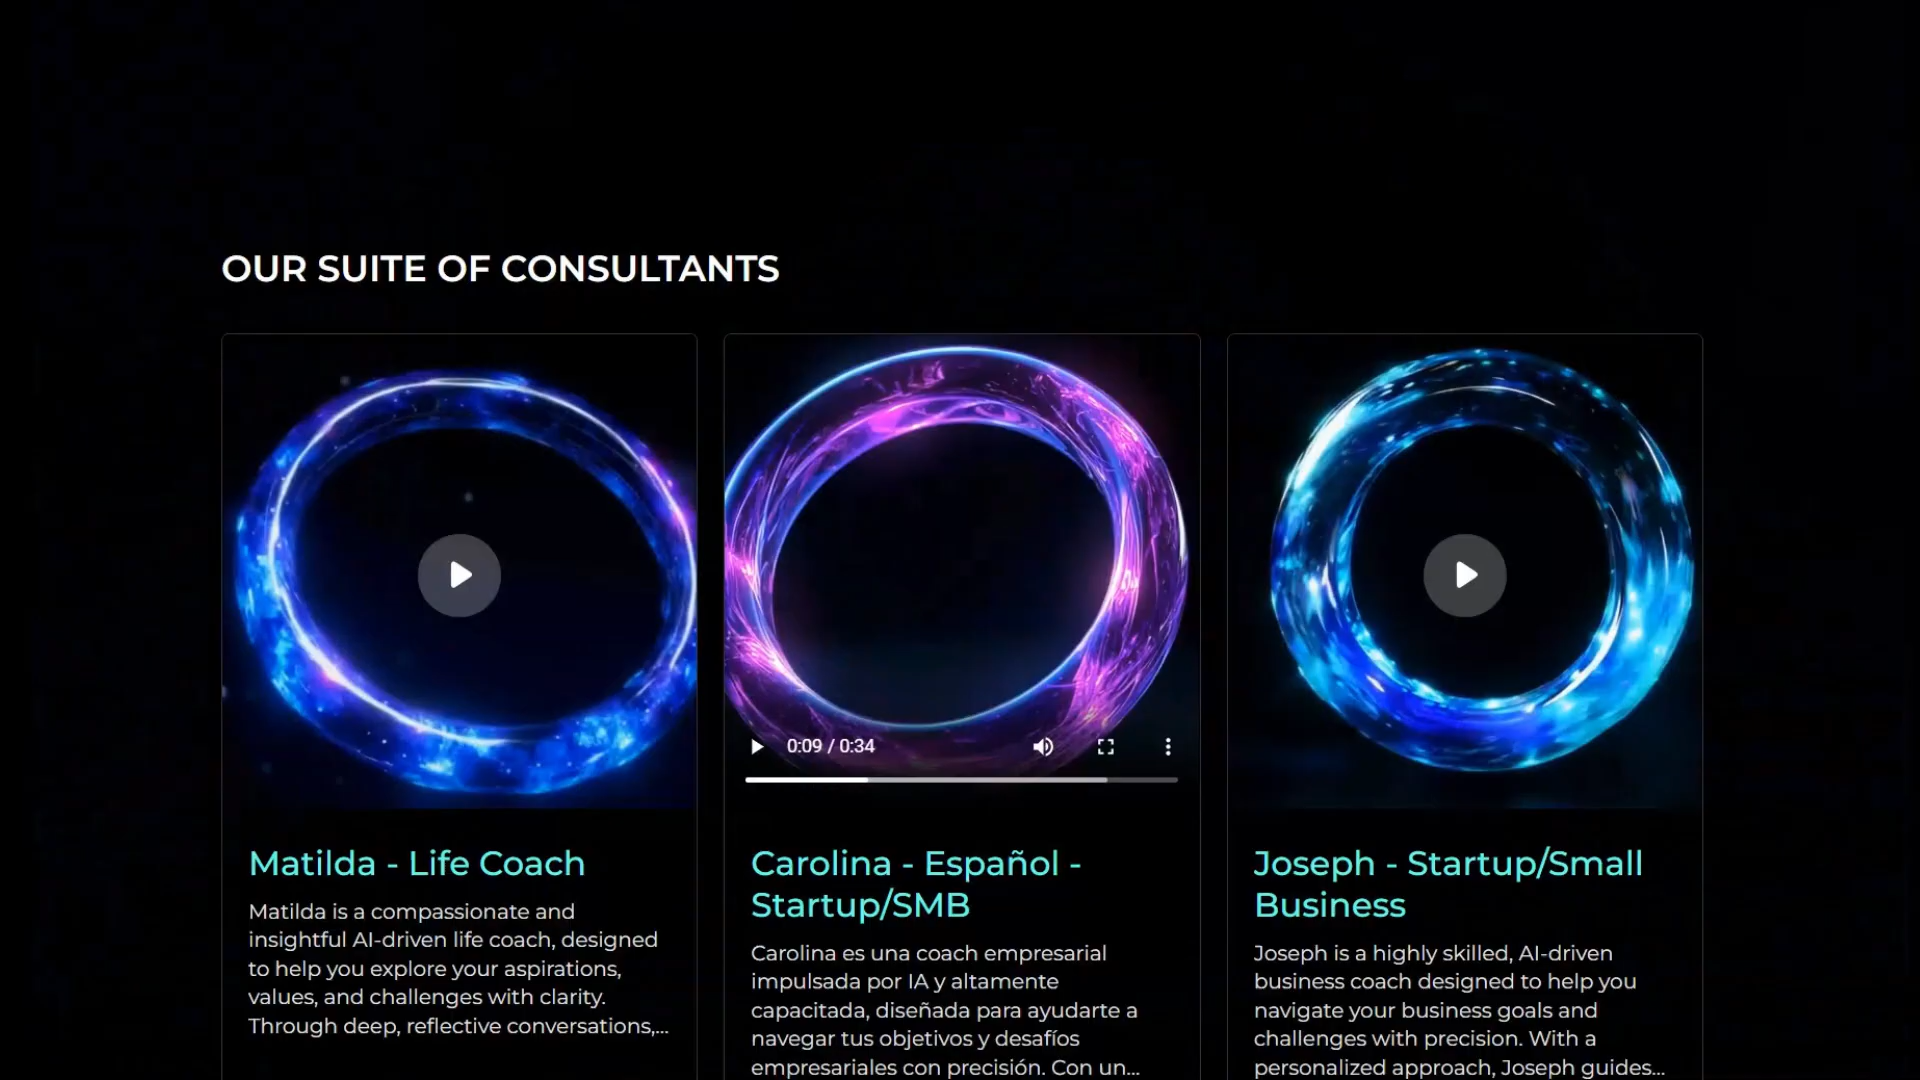 OUR SUITE OF CONSULTANTS
0:09 / 0:34
Matilda - Life Coach
Matilda is a compassionate and
insightful AI-driven life coach, designed
to help you explore your aspirations,
values, and challenges with clarity.
Through deep, reflective conversations,...
Carolina - Español -
Startup/SMB
Carolina es una coach empresarial
impulsada por IA y altamente
capacitada, diseñada para ayudarte a
navegar tus objetivos y desafíos
empresariales con precisión. Con un...
Joseph - Startup/Small
Business
Joseph is a highly skilled, AI-driven
business coach designed to help you
navigate your business goals and
challenges with precision. With a
personalized approach, Joseph guides...